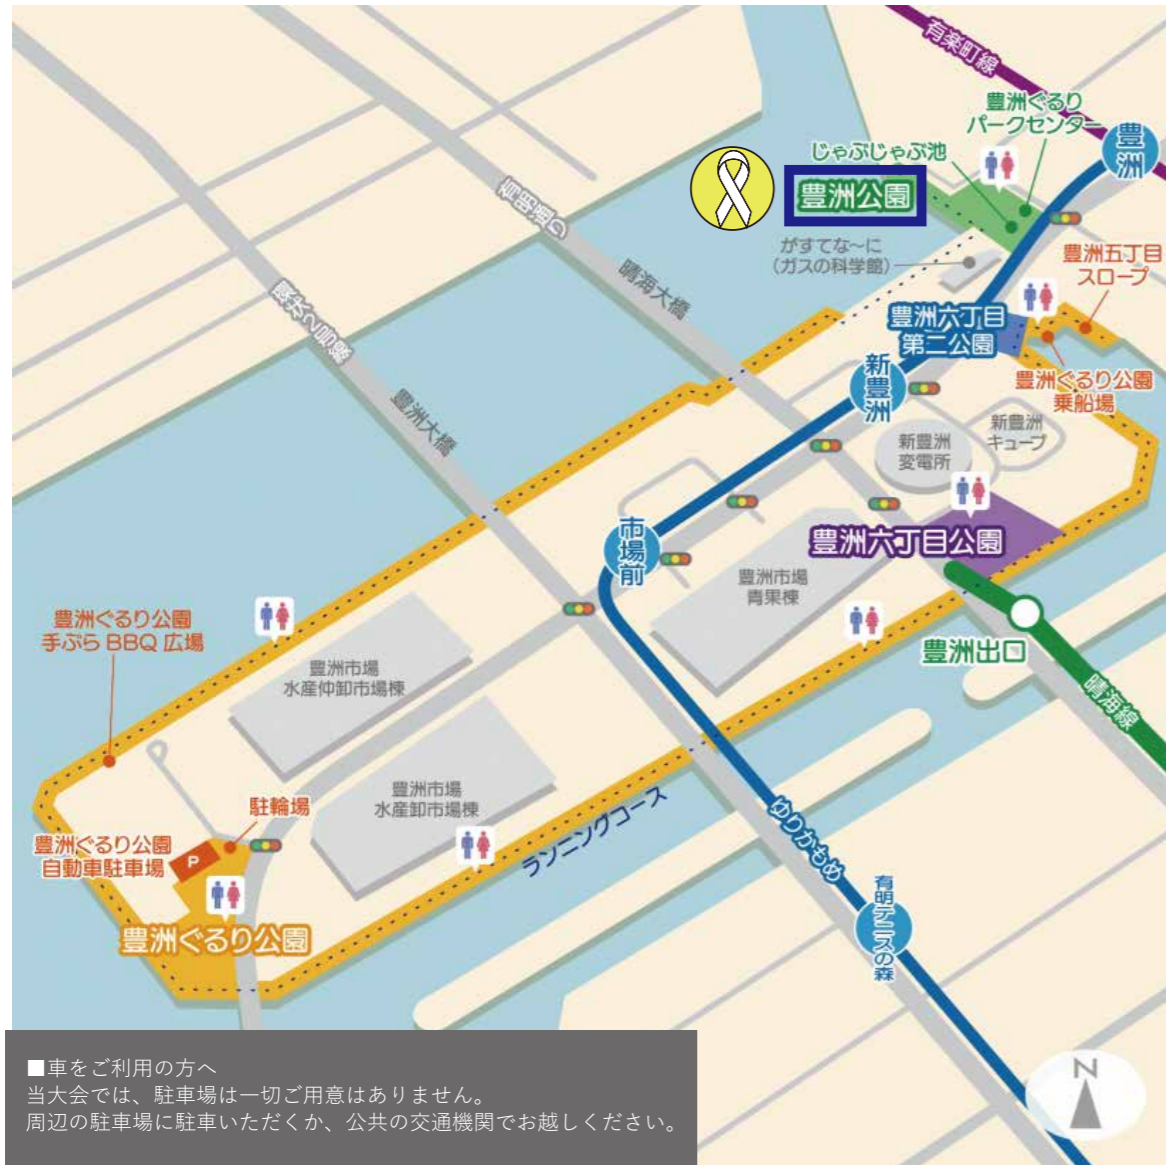 有楽町線
豊洲ぐるり
パークセンター
豊洲
じゃぶじゃぶ池
豊洲公園
がすてな〜に
(ガスの科学館)
豊洲五丁目
スロープ
有明通り
晴海大橋
環状2号線
豊洲大橋
豊洲六丁目
第二公園
新豊洲
豊洲ぐるり公園
乗船場
新豊洲
キューブ
新豊洲
変電所
市場前
豊洲六丁目公園
豊洲市場
青果棟
豊洲ぐるり公園
手ぶら BBQ 広場
豊洲市場
水産仲卸市場棟
豊洲出口
晴海線
豊洲市場
水産卸市場棟
駐輪場
豊洲ぐるり公園
自動車駐車場
P
ランニングコース
ゆりかもめ
有明テニスの森
豊洲ぐるり公園
N
■車をご利用の方へ
当大会では、駐車場は一切ご用意はありません。
周辺の駐車場に駐車いただくか、公共の交通機関でお越しください。